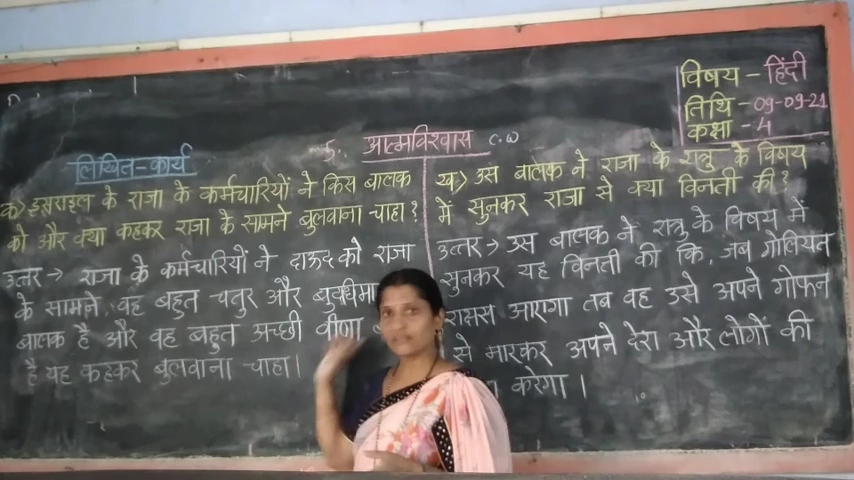 विषय - हिंदी
तिथि - 09-09-21
कक्षा - 4
5. आत्मविश्वास C.W
लिखित-कार्य
क) इसराइल के राजा के कर्मचारियों ने किस बालक
को और क्या कहकर राजा के सामने बुलवाना चाहा?
उत्तर → राजा के कर्मचारियों ने दाऊद को राजा
के सामने, वह बहुत चतुर और बुद्धिमा
बालक है और वह बहुत अच्छी वीणा
है यह कहकर बुलवाना चाहा।
ख) उस बालक ने राजा के शत्रु के विषय
में सुनकर राजा से क्या विनती की?
उत्तर → उस बालक ने शत्रु के विषय में
सुनकर यह विनती की कि, जब गोलियत
राक्षस आएगा तब वह उसे अपने गोफन
से मारकर अपने देश और लोगों की
करेगा।